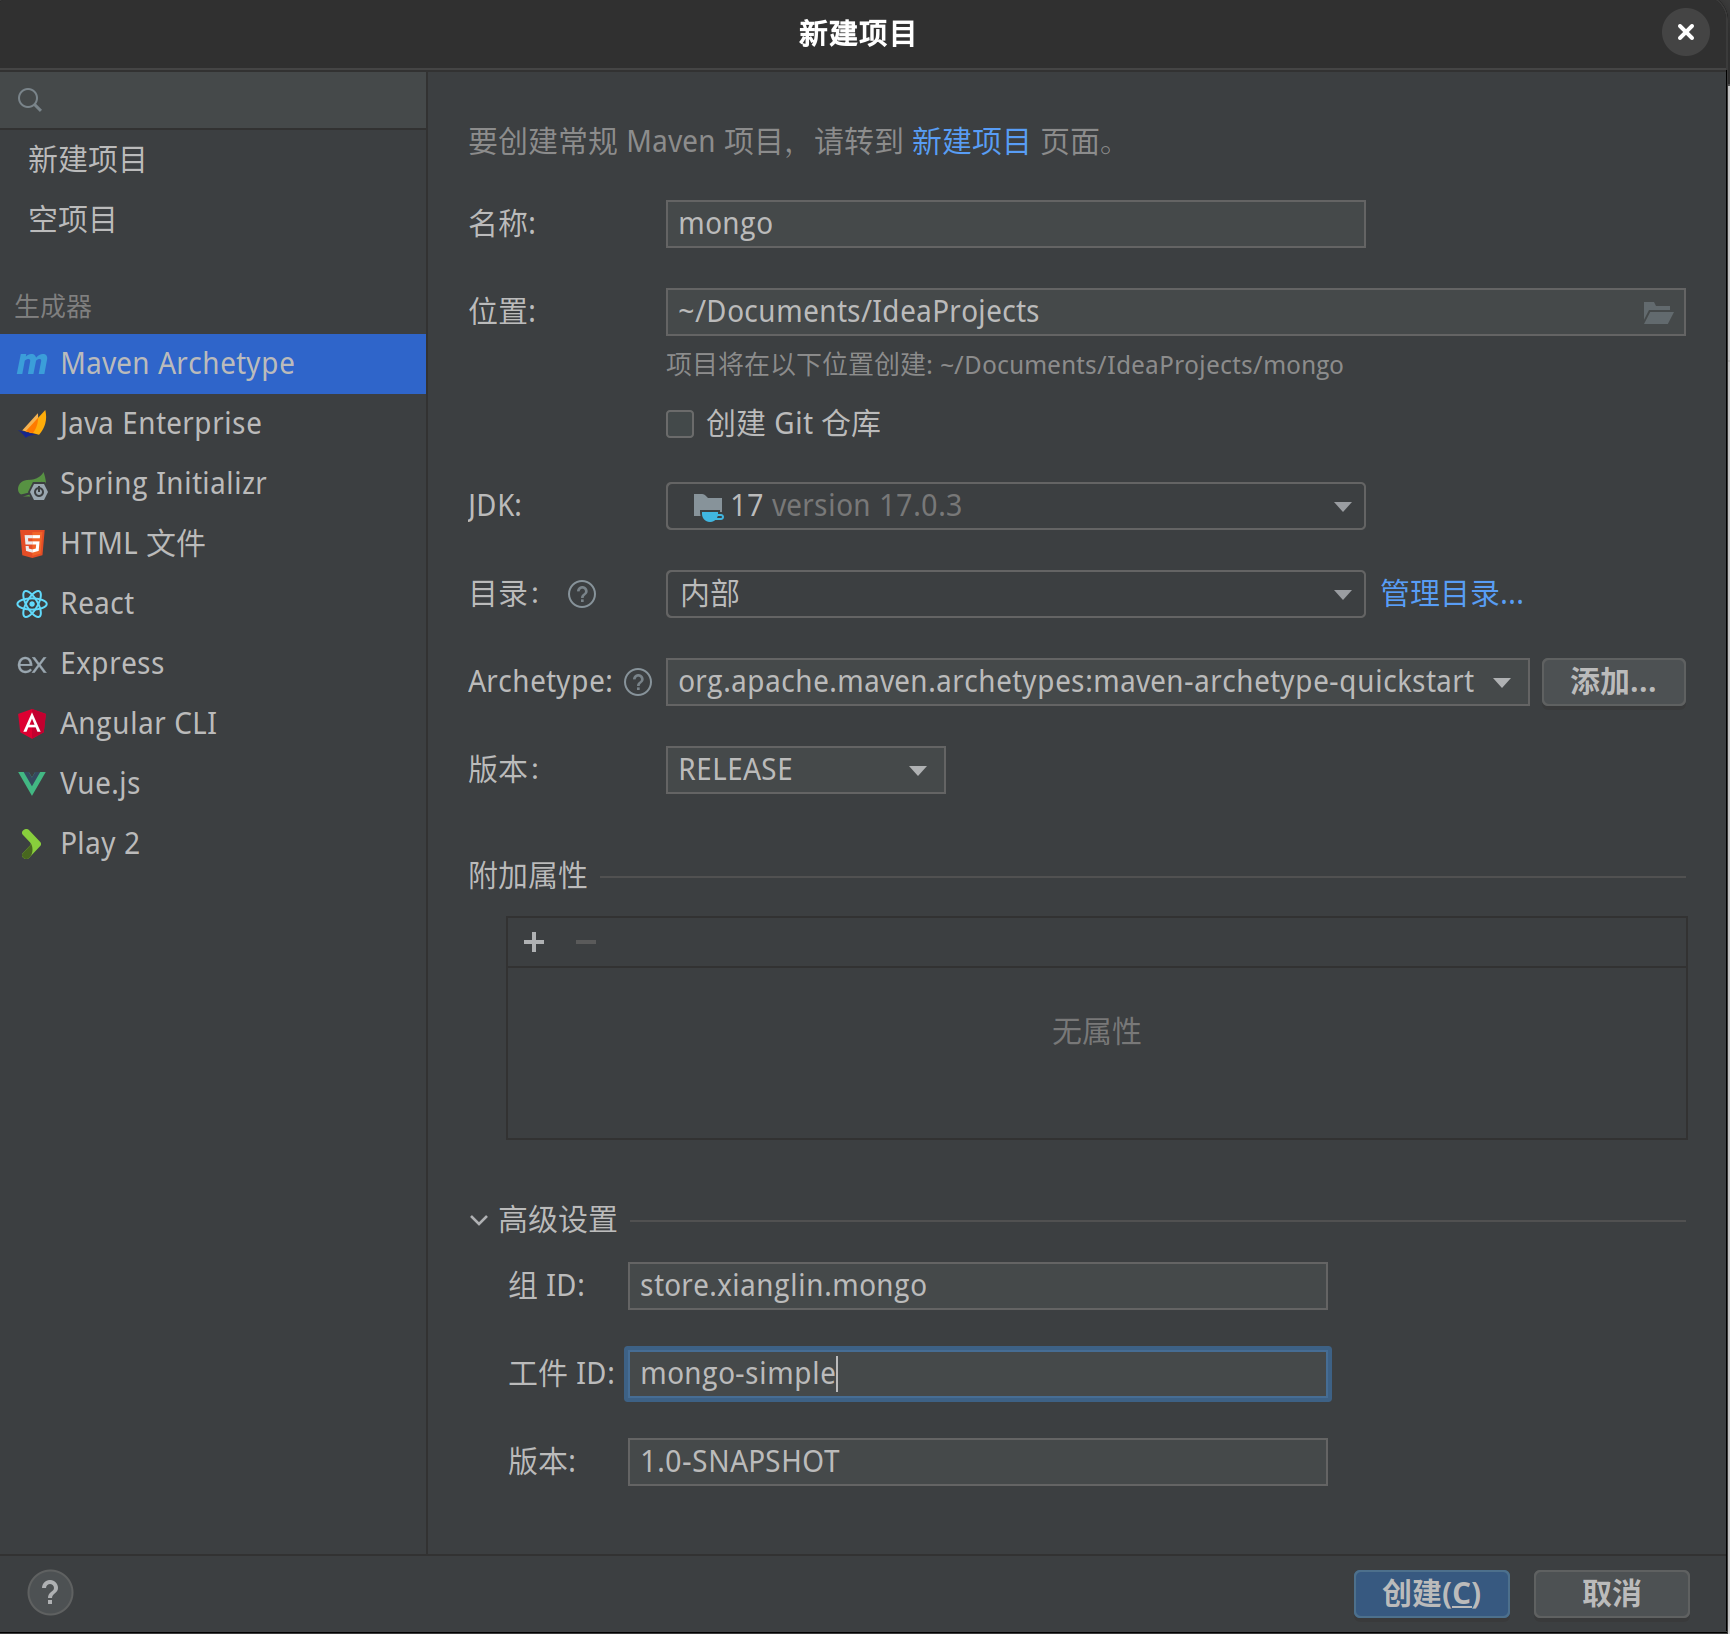 新建项目
新建项目
空项目
生成器
Maven Archetype
Java Enterprise
Spring Initializr
HTML 文件
React
ex Express
Angular CLI
Vue.js
Play 2
要创建常规 Maven 项目，请转到 新建项目 页面。
名称: mongo
位置: ~/Documents/IdeaProjects
项目将在以下位置创建: ~/Documents/IdeaProjects/mongo
创建 Git 仓库
JDK: 17 version 17.0.3
目录： ? 内部 管理目录...
Archetype: ? org.apache.maven.archetypes:maven-archetype-quickstart 添加...
版本： RELEASE
附加属性
无属性
高级设置
组 ID: store.xianglin.mongo
工件 ID: mongo-simple
版本: 1.0-SNAPSHOT
? 创建(C) 取消